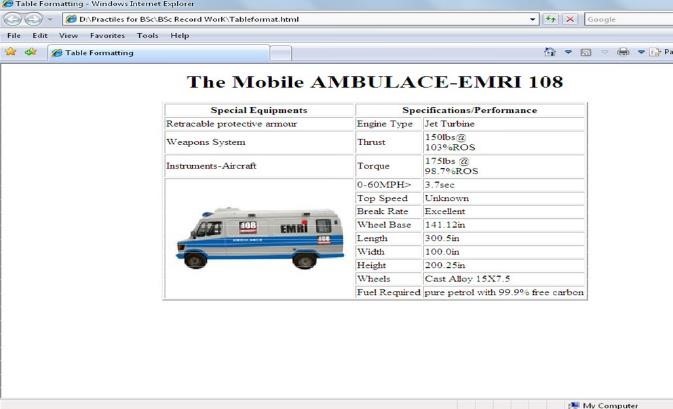 Table Formatting - Windows Internet Explorer
D:\Practiles for BSc\BSc Record WorK\Tableformat.html
Google
File Edit View Favorites Tools Help
Table Formatting
Pa
The Mobile AMBULACE-EMRI 108
Special Equipments Specifications/Performance
Retracable protective armour Engine Type Jet Turbine
Weapons System Thrust 150lbs@
103%ROS
Instruments-Aircraft Torque 175lbs @
98.7%ROS
0-60MPH> 3.7sec
Top Speed Unknown
Break Rate Excellent
Wheel Base 141.12in
Length 300.5in
Width 100.0in
Height 200.25in
Wheels Cast Alloy 15X7.5
Fuel Required pure petrol with 99.9% free carbon
108 EMRI
AMBULANCE 108
My Computer